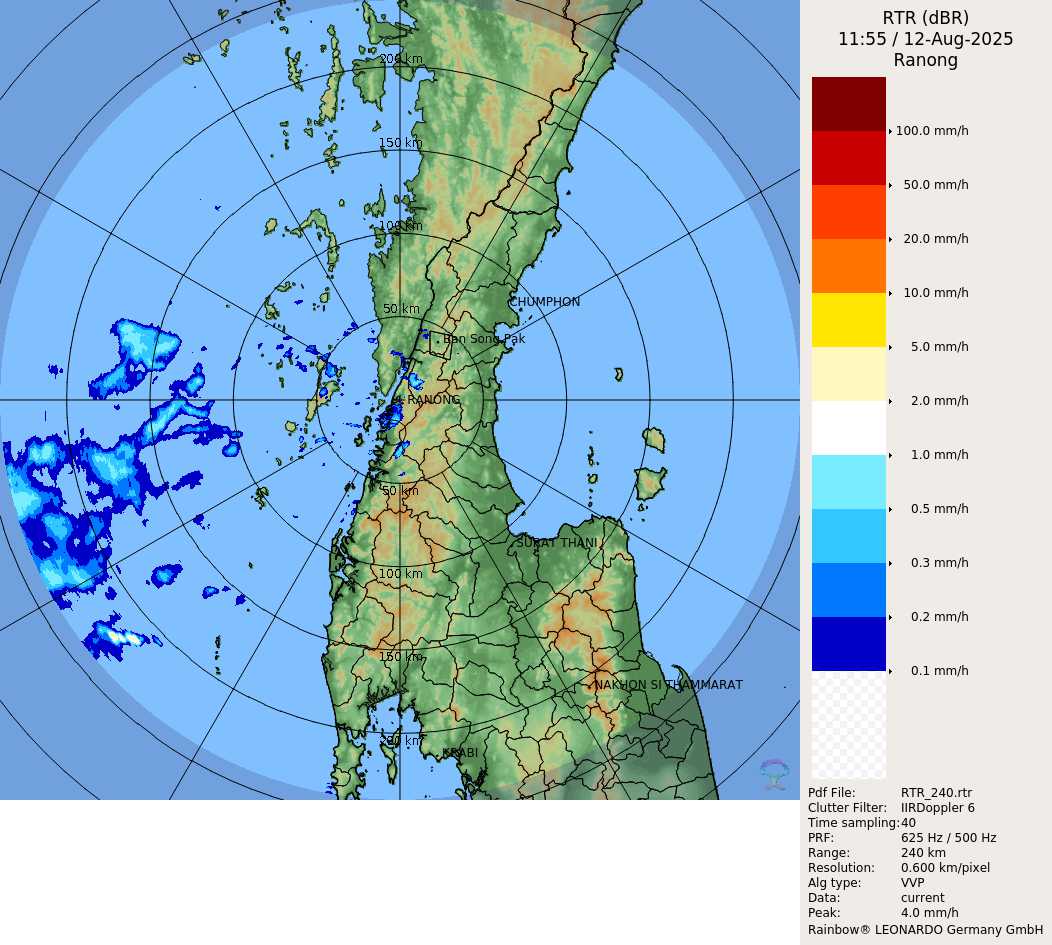 RTR (dBR)
11:55 / 12-Aug-2025
Ranong
100.0 mm/h
50.0 mm/h
20.0 mm/h
10.0 mm/h
5.0 mm/h
2.0 mm/h
1.0 mm/h
0.5 mm/h
0.3 mm/h
0.2 mm/h
0.1 mm/h
Pdf File: RTR_240.rtr
Clutter Filter: IIRDoppler 6
Time sampling: 40
PRF: 625 Hz / 500 Hz
Range: 240 km
Resolution: 0.600 km/pixel
Alg type: VVP
Data: current
Peak: 4.0 mm/h
Rainbow® LEONARDO Germany GmbH
200 km
150 km
100 km
50 km
CHUMPHON
Ban Song Pak
RANONG
50 km
SURAT THANI
100 km
150 km
NAKHON SI THAMMARAT
200 km
KRABI